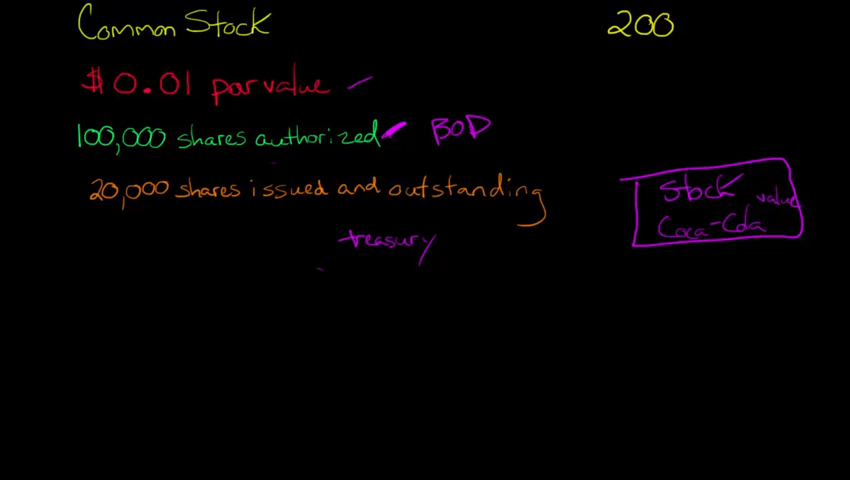 Common Stock 200
$0.01 par value
100,000 shares authorized BOD
20,000 shares issued and outstanding
Stock value
Coca-Cola
treasury